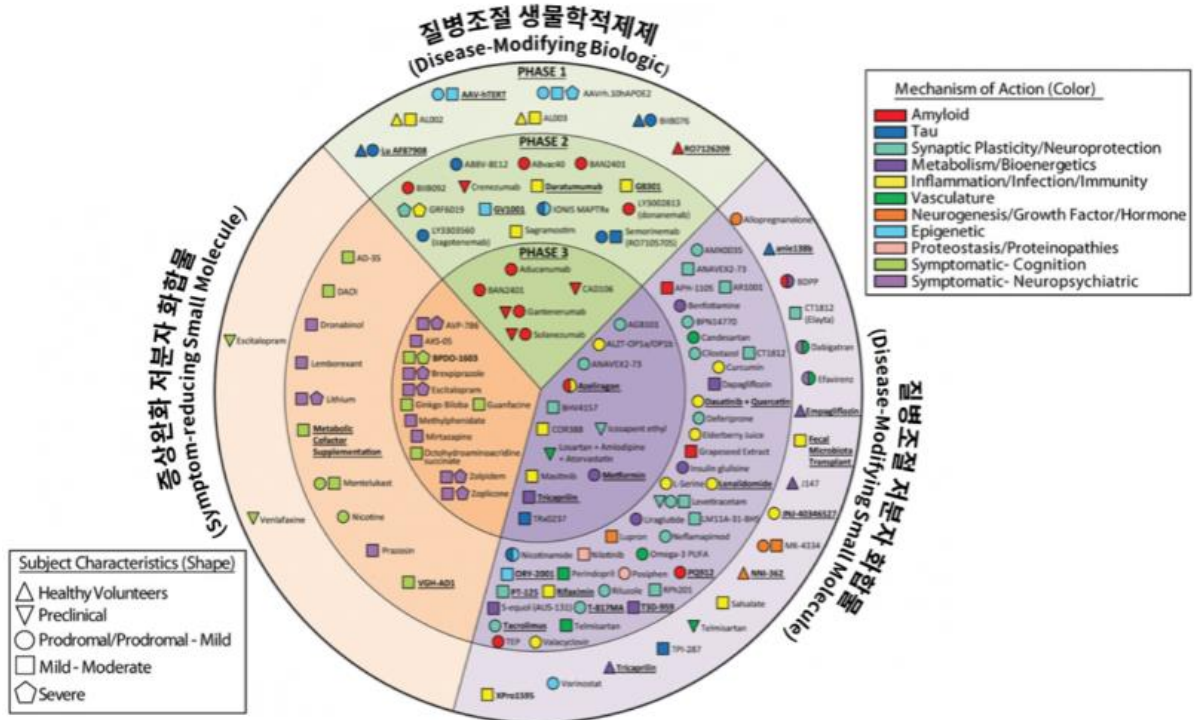 질병조절 생물학적제제
(Disease-Modifying Biologic)
PHASE 1
AAV-hTERT
AAVrh.10hAPOE2
AL002
AL003
BIIB076
Lu AF87908
RO7126209
PHASE 2
ABBV-8E12
ABvac40
BAN2401
BIIB092
Crenezumab
Daratumumab
GB301
GRF6019
GV1001
IONIS MAPTRx
LY3002813
(donanemab)
LY3303560
(zagotenemab)
Sagramostim
Semorinemab
(RO7105705)
PHASE 3
Aducanumab
BAN2401
CAD106
Gantenerumab
Solanezumab
증상완화 저분자 화합물
(Symptom-reducing Small Molecule)
AD-35
DAOI
Dronabinol
Escitalopram
Lemborexant
Lithium
Metabolic
Cofactor
Supplementation
Montelukast
Nicotine
Venlafaxine
Prazosin
VGH-AD1
AVP-786
AXS-05
BPDO-1603
Brexpiprazole
Escitalopram
Ginkgo Biloba
Guanfacine
Methylphenidate
Mirtazapine
Octohydroaminoacridine
succinate
Zolpidem
Zoplicone
질병조절 저분자 화합물
(Disease-Modifying Small Molecule)
AGB101
ALZT-OP1a/OP1b
ANAVEX2-73
Azeliragon
BHV4157
COR388
Icosapent ethyl
Losartan + Amlodipine
+ Atorvastatin
Masitinib
Metformin
Tricaprilin
TRx0237
AMX0035
ANAVEX2-73
APH-1105
AR1001
Benfotiamine
BPN14770
Candesartan
Cilostazol
CT1812
Curcumin
Dapagliflozin
Dasatinib + Quercetin
Deferiprone
Elderberry Juice
Grapeseed Extract
Insulin glulisine
L-Serine
Lenalidomide
Levetiracetam
Liraglutide
LM11A-31-BHS
Lupron
Neflamapimod
Nicotinamide
Nilotinib
Omega-3 PUFA
ORY-2001
Perindopril
Posiphen
PQ912
PT-125
Rifaximin
Riluzole
RPh201
S-equol (AUS-131)
T-817MA
T3D-959
Tacrolimus
Telmisartan
TEP
Valacyclovir
Allopregnanolone
anle138b
BDPP
CT1812
(Elayta)
Dabigatran
Efavirenz
Empagliflozin
Fecal
Microbiota
Transplant
J147
JNJ-40346527
MK-4334
NNI-362
Salsalate
Telmisartan
TPI-287
Tricaprilin
Vorinostat
XPro1595
Mechanism of Action (Color)
Amyloid
Tau
Synaptic Plasticity/Neuroprotection
Metabolism/Bioenergetics
Inflammation/Infection/Immunity
Vasculature
Neurogenesis/Growth Factor/Hormone
Epigenetic
Proteostasis/Proteinopathies
Symptomatic- Cognition
Symptomatic- Neuropsychiatric
Subject Characteristics (Shape)
Healthy Volunteers
Preclinical
Prodromal/Prodromal - Mild
Mild - Moderate
Severe